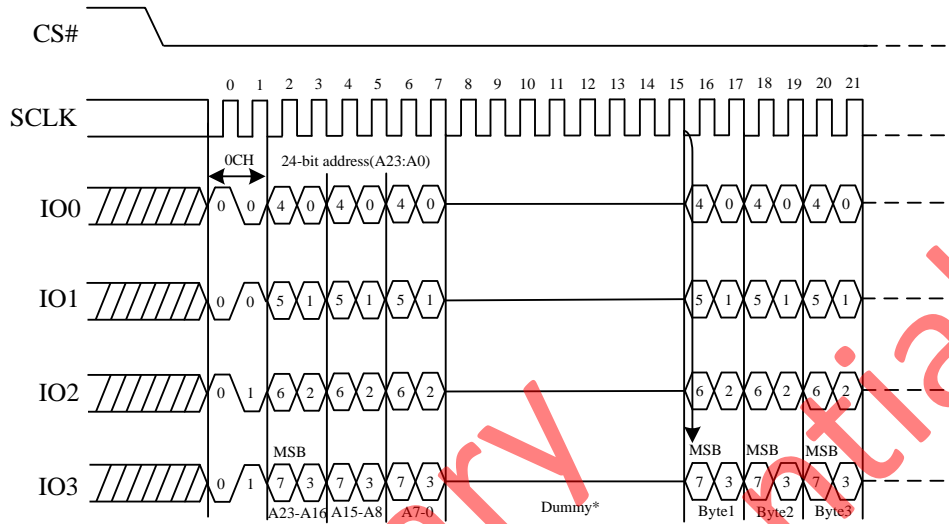 CS#
0 1 2 3 4 5 6 7 8 9 10 11 12 13 14 15 16 17 18 19 20 21
SCLK
0CH 24-bit address(A23:A0)
IO0 0 0 4 0 4 0 4 0 4 0 4 0 4 0
IO1 0 0 5 1 5 1 5 1 5 1 5 1 5 1
IO2 0 1 6 2 6 2 6 2 6 2 6 2 6 2
MSB MSB MSB MSB
IO3 0 1 7 3 7 3 7 3 7 3 7 3 7 3
A23-A16 A15-A8 A7-0 Dummy* Byte1 Byte2 Byte3
ry
ntial